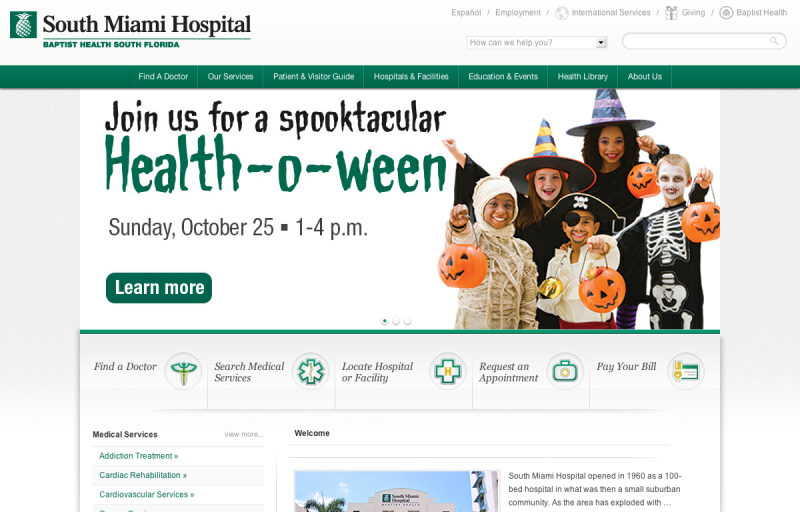 South Miami Hospital
BAPTIST HEALTH SOUTH FLORIDA
Español / Employment / International Services / Giving / Baptist Health
How can we help you?
Find A Doctor
Our Services
Patient & Visitor Guide
Hospitals & Facilities
Education & Events
Health Library
About Us
Join us for a spooktacular
Health-o-ween
Sunday, October 25 ▪ 1-4 p.m.
Learn more
Find a Doctor
Search Medical
Services
Locate Hospital
or Facility
Request an
Appointment
Pay Your Bill
Medical Services
view more...
Addiction Treatment »
Cardiac Rehabilitation »
Cardiovascular Services »
Welcome
South Miami Hospital
BAPTIST HEALTH
South Miami Hospital opened in 1960 as a 100-
bed hospital in what was then a small suburban
community. As the area has exploded with ...